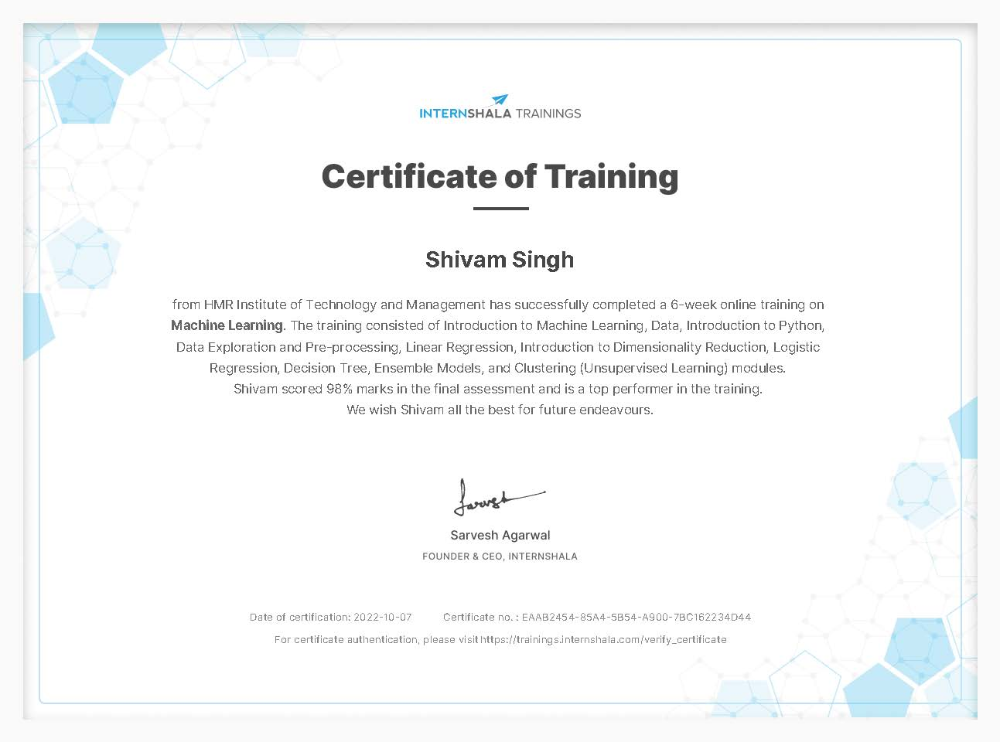 INTERNSHALA TRAININGS
Certificate of Training
Shivam Singh
from HMR Institute of Technology and Management has successfully completed a 6-week online training on
Machine Learning. The training consisted of Introduction to Machine Learning, Data, Introduction to Python,
Data Exploration and Pre-processing, Linear Regression, Introduction to Dimensionality Reduction, Logistic
Regression, Decision Tree, Ensemble Models, and Clustering (Unsupervised Learning) modules.
Shivam scored 98% marks in the final assessment and is a top performer in the training.
We wish Shivam all the best for future endeavours.
Sarvesh
Sarvesh Agarwal
FOUNDER & CEO, INTERNSHALA
Date of certification: 2022-10-07 Certificate no. : EAAB2454-85A4-5B54-A900-7BC162234D44
For certificate authentication, please visit https://trainings.internshala.com/verify_certificate